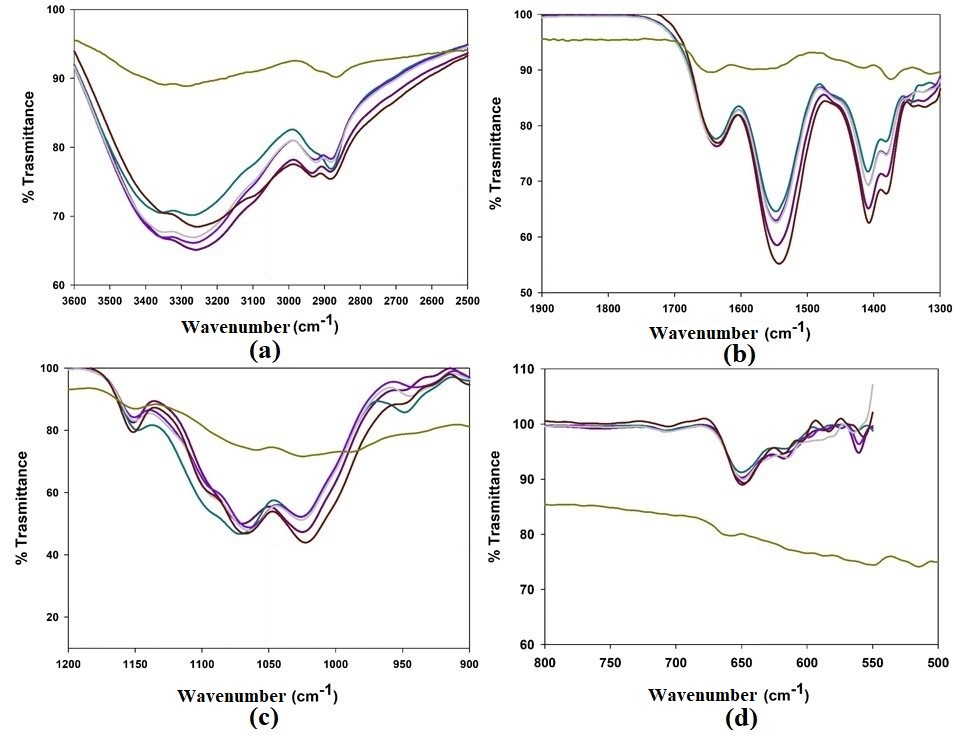 100
90
80
70
60
% Trasmittance
3600 3500 3400 3300 3200 3100 3000 2900 2800 2700 2600 2500
Wavenumber (cm-1)
(a)
100
90
80
70
60
50
% Trasmittance
1900 1800 1700 1600 1500 1400 1300
Wavenumber (cm-1)
(b)
100
80
60
40
20
% Trasmittance
1200 1150 1100 1050 1000 950 900
Wavenumber (cm-1)
(c)
110
100
90
80
70
60
% Trasmittance
800 750 700 650 600 550 500
Wavenumber (cm-1)
(d)